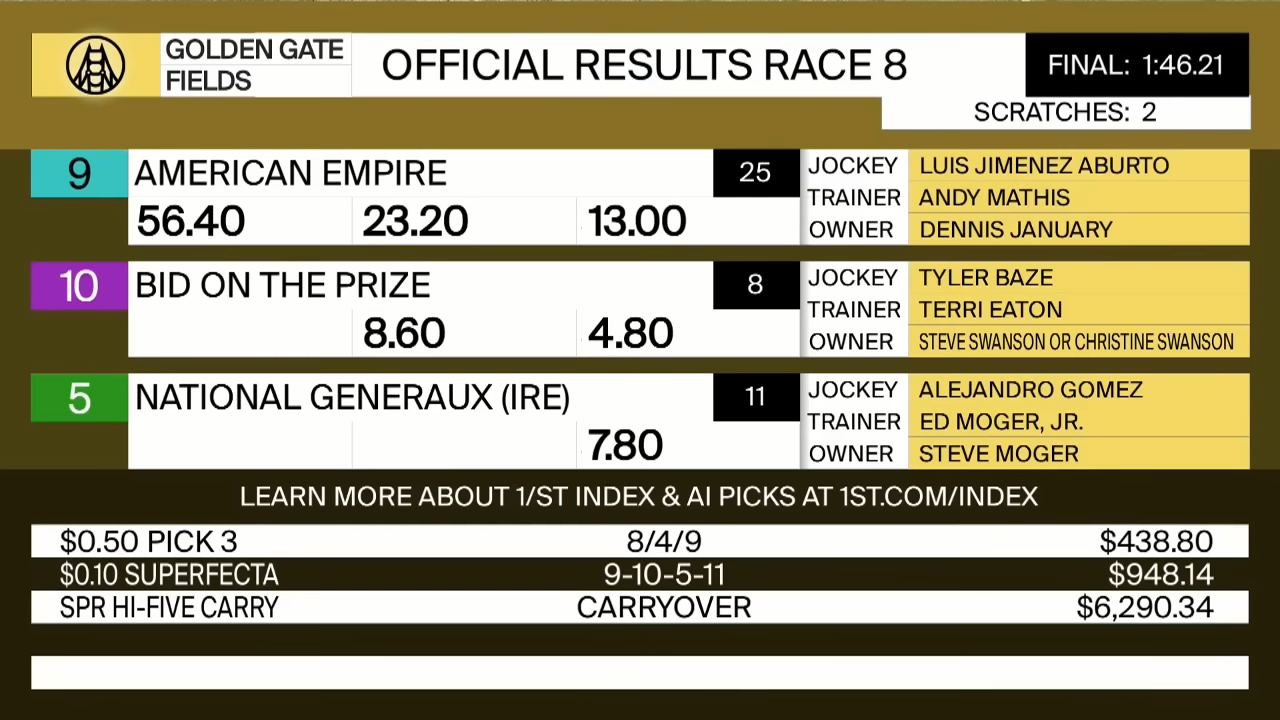 GOLDEN GATE
FIELDS
OFFICIAL RESULTS RACE 8
FINAL: 1:46.21
SCRATCHES: 2
9 AMERICAN EMPIRE 25
56.40 23.20 13.00
JOCKEY LUIS JIMENEZ ABURTO
TRAINER ANDY MATHIS
OWNER DENNIS JANUARY
10 BID ON THE PRIZE 8
8.60 4.80
JOCKEY TYLER BAZE
TRAINER TERRI EATON
OWNER STEVE SWANSON OR CHRISTINE SWANSON
5 NATIONAL GENERAUX (IRE) 11
7.80
JOCKEY ALEJANDRO GOMEZ
TRAINER ED MOGER, JR.
OWNER STEVE MOGER
LEARN MORE ABOUT 1/ST INDEX & AI PICKS AT 1ST.COM/INDEX
$0.50 PICK 3 8/4/9 $438.80
$0.10 SUPERFECTA 9-10-5-11 $948.14
SPR HI-FIVE CARRY CARRYOVER $6,290.34